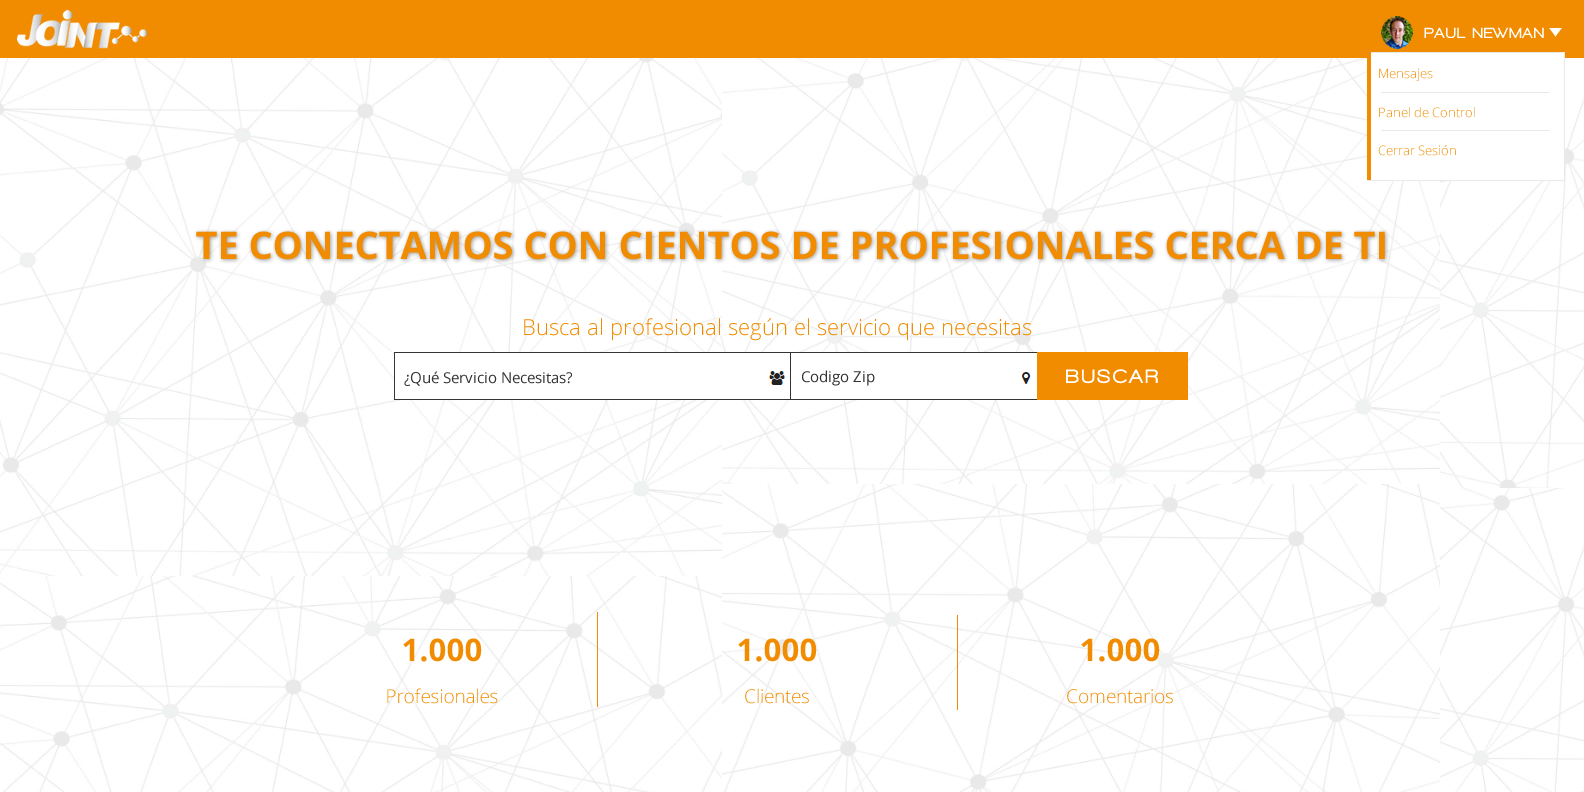 JOINT
PAUL NEWMAN
Mensajes
Panel de Control
Cerrar Sesión
TE CONECTAMOS CON CIENTOS DE PROFESIONALES CERCA DE TI
Busca al profesional según el servicio que necesitas
¿Qué Servicio Necesitas?
Codigo Zip
BUSCAR
1.000
1.000
1.000
Profesionales
Clientes
Comentarios